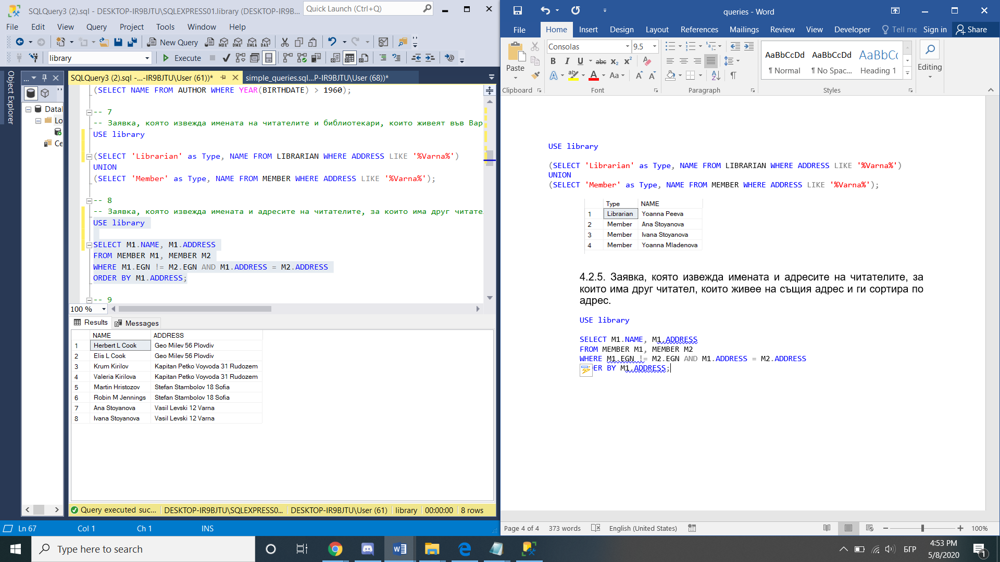 SQLQuery3 (2).sql - DESKTOP-IR9BJTU\SQLEXPRESS01.library (DESKTOP-IR9B...
Quick Launch (Ctrl+Q)
File Edit View Query Project Tools Window Help
New Query
MDX DMX XMLA DAX
library
Execute
Object Explorer
SQLQuery3 (2).sql -...-IR9BJTU\User (61))*
simple_queries.sql...P-IR9BJTU\User (68))*
Datal
Lo
Ce
(SELECT NAME FROM AUTHOR WHERE YEAR(BIRTHDATE) > 1960);
-- 7
-- Заявка, която извежда имената на читателите и библиотекари, които живеят във Вар
USE library
(SELECT 'Librarian' as Type, NAME FROM LIBRARIAN WHERE ADDRESS LIKE '%Varna%')
UNION
(SELECT 'Member' as Type, NAME FROM MEMBER WHERE ADDRESS LIKE '%Varna%');
-- 8
-- Заявка, която извежда имената и адресите на читателите, за които има друг читател
USE library
SELECT M1.NAME, M1.ADDRESS
FROM MEMBER M1, MEMBER M2
WHERE M1.EGN != M2.EGN AND M1.ADDRESS = M2.ADDRESS
ORDER BY M1.ADDRESS;
-- 9
100 %
Results Messages
NAME ADDRESS
1 Herbert L Cook Geo Milev 56 Plovdiv
2 Elis L Cook Geo Milev 56 Plovdiv
3 Krum Kirilov Kapitan Petko Voyvoda 31 Rudozem
4 Valeria Kirilova Kapitan Petko Voyvoda 31 Rudozem
5 Martin Hristozov Stefan Stambolov 18 Sofia
6 Robin M Jennings Stefan Stambolov 18 Sofia
7 Ana Stoyanova Vasil Levski 12 Varna
8 Ivana Stoyanova Vasil Levski 12 Varna
Query executed suc... DESKTOP-IR9BJTU\SQLEXPRESS0... DESKTOP-IR9BJTU\User (61) library 00:00:00 8 rows
Ln 67 Col 1 Ch 1 INS
queries - Word
File Home Insert Design Layout References Mailings Review View Developer Tell me Sign in Share
Paste
Consolas 9.5
B I U abc x₂ x²
A ab A Aa A A
AaBbCcDd AaBbCcDd AaBbCc
¶ Normal ¶ No Spac... Heading 1
Editing
Clipboard Font Paragraph Styles
USE library
(SELECT 'Librarian' as Type, NAME FROM LIBRARIAN WHERE ADDRESS LIKE '%Varna%')
UNION
(SELECT 'Member' as Type, NAME FROM MEMBER WHERE ADDRESS LIKE '%Varna%');
Type NAME
1 Librarian Yoanna Peeva
2 Member Ana Stoyanova
3 Member Ivana Stoyanova
4 Member Yoanna Mladenova
4.2.5. Заявка, която извежда имената и адресите на читателите, за
които има друг читател, които живее на същия адрес и ги сортира по
адрес.
USE library
SELECT M1.NAME, M1.ADDRESS
FROM MEMBER M1, MEMBER M2
WHERE M1.EGN != M2.EGN AND M1.ADDRESS = M2.ADDRESS
ER BY M1.ADDRESS;
Page 4 of 4 373 words English (United States) 100%
Type here to search
БГР
4:53 PM
5/8/2020
1